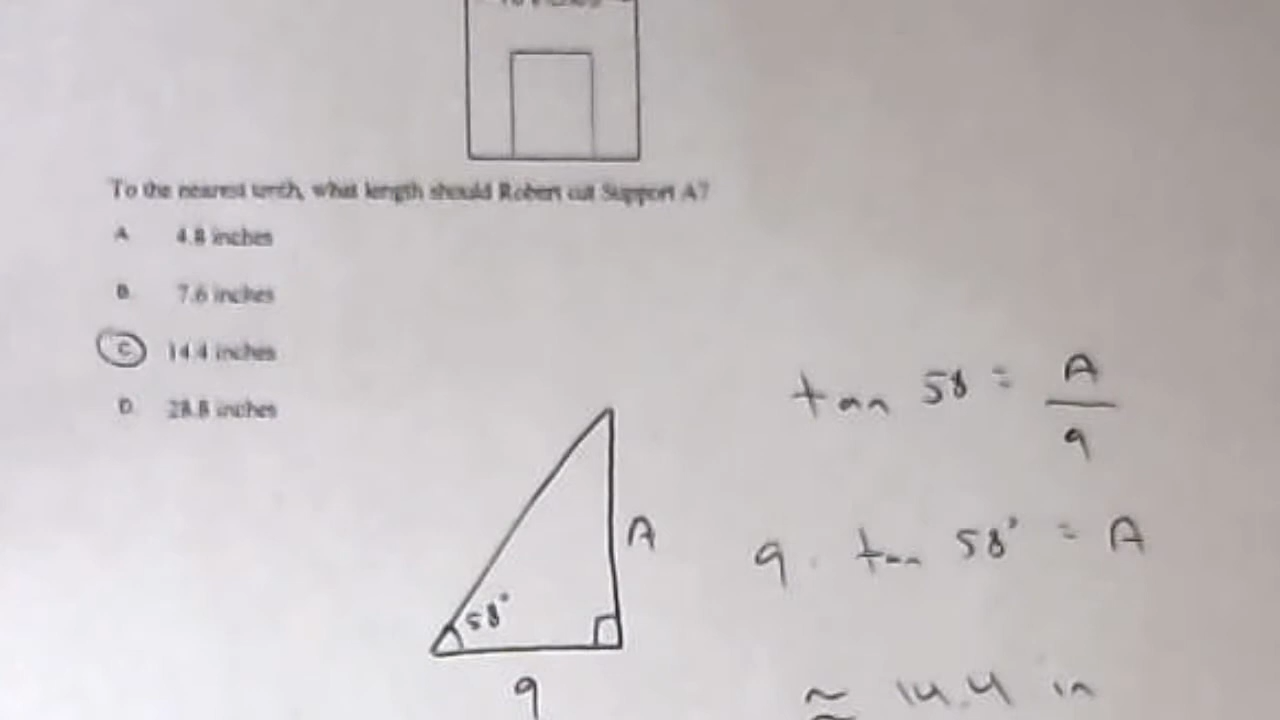 To the nearest tenth, what length should Robert cut Support A?
A. 4.8 inches
B. 7.6 inches
C 14.4 inches
D. 28.8 inches
tan 58 = A/9
9 · tan 58° = A
≈ 14.4 in
A
58°
9